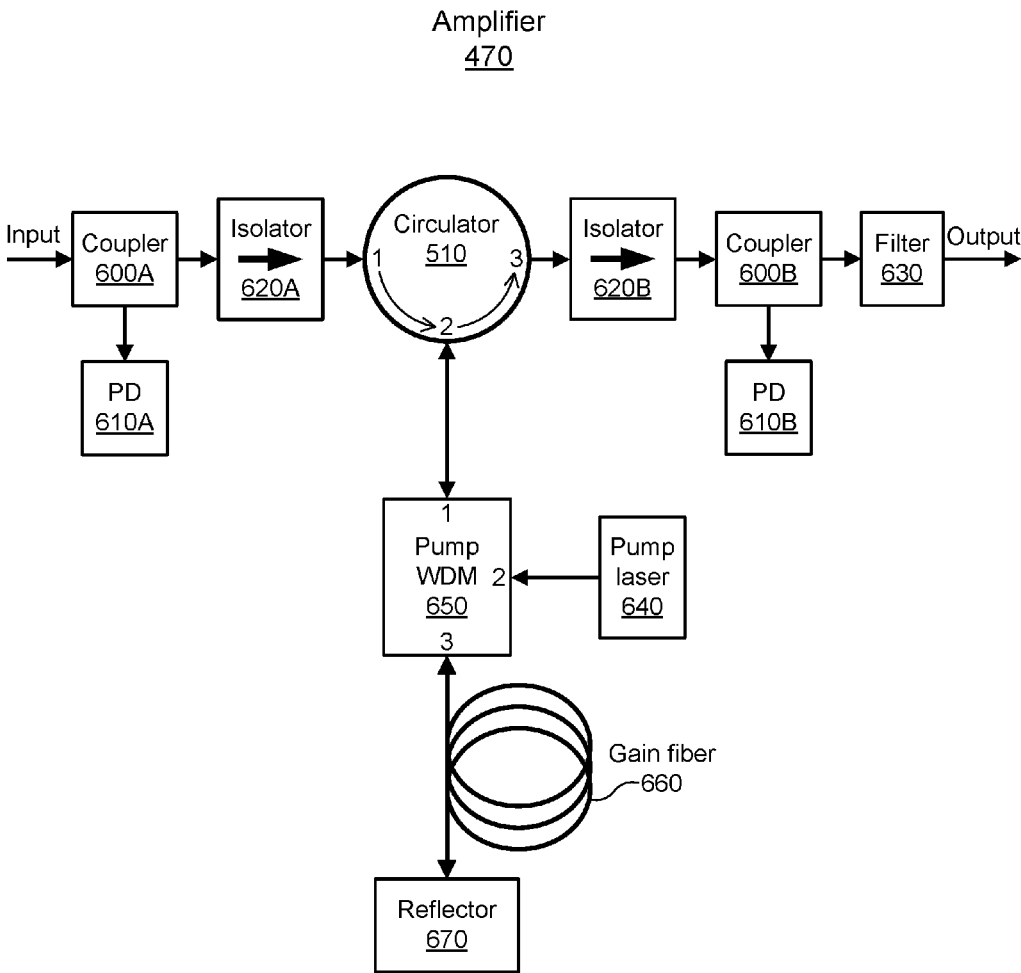 Amplifier
470
Input
Coupler
600A
Isolator
620A
Circulator
510
1
2
3
Isolator
620B
Coupler
600B
Filter
630
Output
PD
610A
PD
610B
1
Pump
WDM
650
2
3
Pump
laser
640
Gain fiber
660
Reflector
670